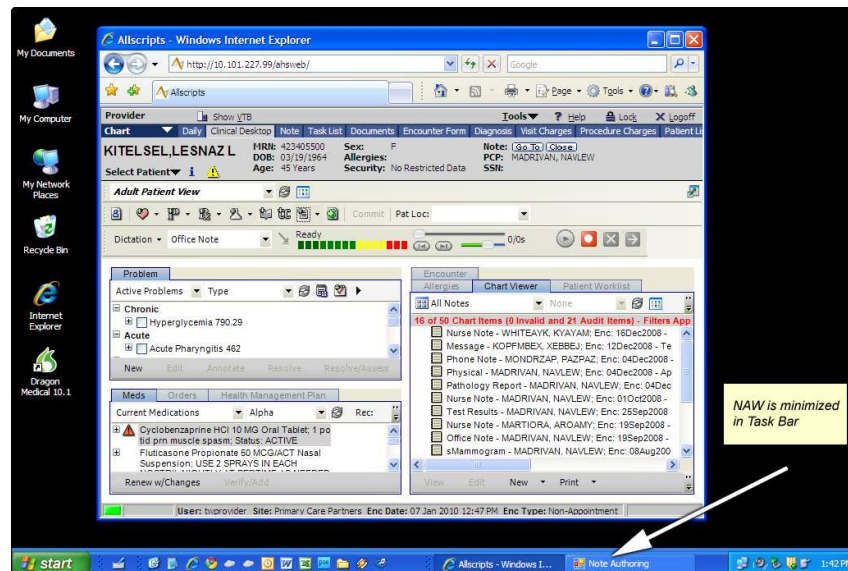 My Documents
My Computer
My Network
Places
Recycle Bin
Internet
Explorer
Dragon
Medical 10.1
Allscripts - Windows Internet Explorer
http://10.101.227.99/ahsweb/
Google
Allscripts
Page
Tools
Provider
Show VTB
Tools
? Help
Lock
X Logoff
Chart
Daily
Clinical Desktop
Note
Task List
Documents
Encounter Form
Diagnosis
Visit Charges
Procedure Charges
Patient
KITELSEL,LESNAZ L
MRN: 423405500
Sex: F
Note: Go To Close
DOB: 03/19/1964
Allergies:
PCP: MADRIVAN, NAVLEW
Select Patient
i
Age: 45 Years
Security: No Restricted Data
SSN:
Adult Patient View
Commit
Pat Loc:
Dictation
Office Note
Ready
0/0s
Problem
Active Problems
Type
Chronic
Hyperglycemia 790.29
Acute
Acute Pharyngitis 462
New
Edit
Annotate
Resolve
Resolve/Assess
Meds
Orders
Health Management Plan
Current Medications
Alpha
Rec:
Cyclobenzaprine HCl 10 MG Oral Tablet; 1 po
tid prn muscle spasm; Status: ACTIVE
Fluticasone Propionate 50 MCG/ACT Nasal
Suspension; USE 2 SPRAYS IN EACH
Renew w/Changes
Verify/Add
Encounter
Allergies
Chart Viewer
Patient Worklist
All Notes
None
16 of 50 Chart Items (0 Invalid and 21 Audit Items) - Filters App
Nurse Note - WHITEAYK, KYAYAM; Enc: 16Dec2008 -
Message - KOPFMBEX, XEBBEJ; Enc: 12Dec2008 - Te
Phone Note - MONDRZAP, PAZPAZ; Enc: 04Dec2008 -
Physical - MADRIVAN, NAVLEW; Enc: 04Dec2008 - Ap
Pathology Report - MADRIVAN, NAVLEW; Enc: 04Dec
Nurse Note - MADRIVAN, NAVLEW; Enc: 01Oct2008 -
Test Results - MADRIVAN, NAVLEW; Enc: 25Sep2008
Nurse Note - MARTIORA, AROAMY; Enc: 19Sep2008 -
Office Note - MADRIVAN, NAVLEW; Enc: 19Sep2008 -
sMammogram - MADRIVAN, NAVLEW; Enc: 08Aug200
View
Edit
New
Print
User: twprovider Site: Primary Care Partners Enc Date: 07 Jan 2010 12:47 PM Enc Type: Non-Appointment
NAW is minimized
in Task Bar
start
Allscripts - Windows I...
Note Authoring
1:42 PM